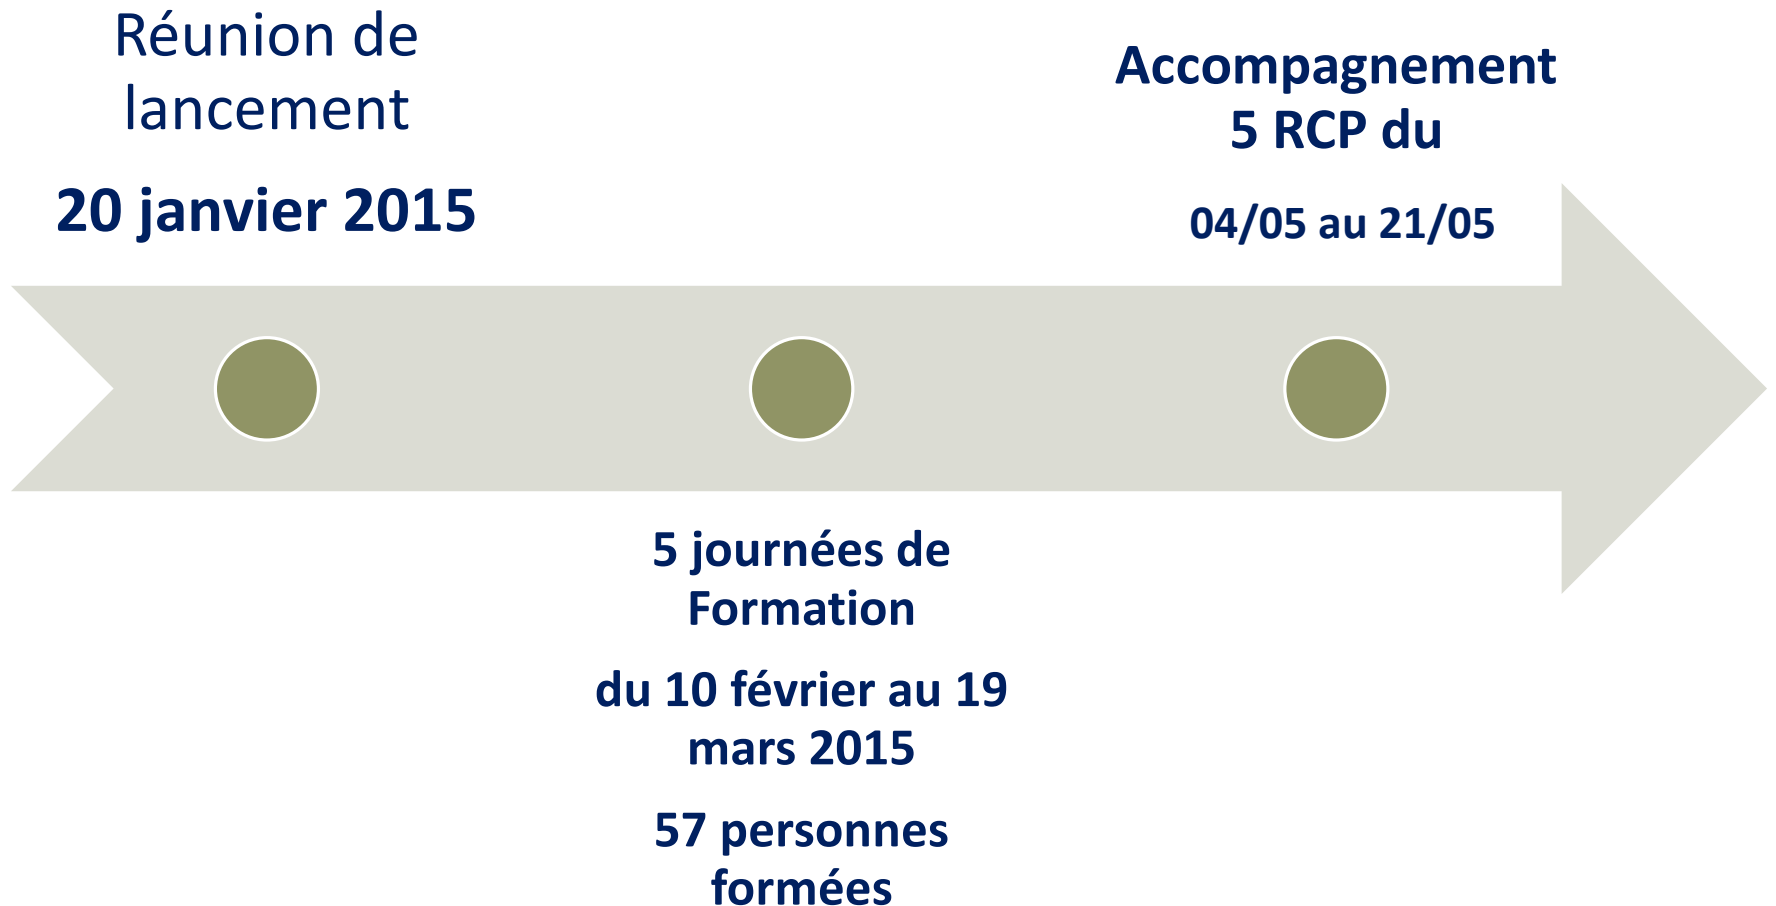 Réunion de
lancement
20 janvier 2015
5 journées de
Formation
du 10 février au 19
mars 2015
57 personnes
formées
Accompagnement
5 RCP du
04/05 au 21/05